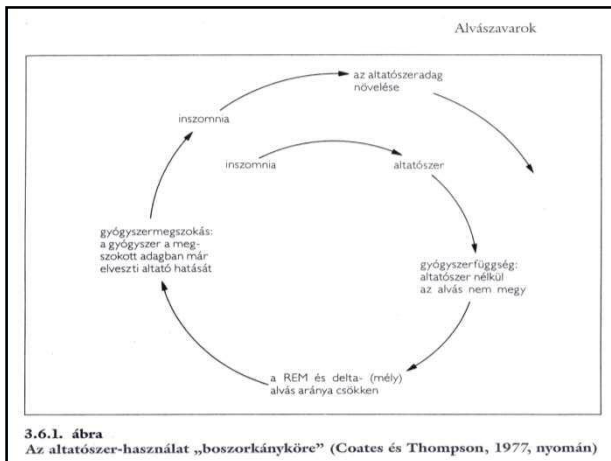 Alvászavarok
az altatószeradag
növelése
inszomnia
inszomnia
altatószer
gyógyszermegszokás:
a gyógyszer a meg-
szokott adagban már
elveszti altató hatását
gyógyszerfüggség:
altatószer nélkül
az alvás nem megy
a REM és delta- (mély)
alvás aránya csökken
3.6.1. ábra
Az altatószer-használat „boszorkányköre” (Coates és Thompson, 1977, nyomán)